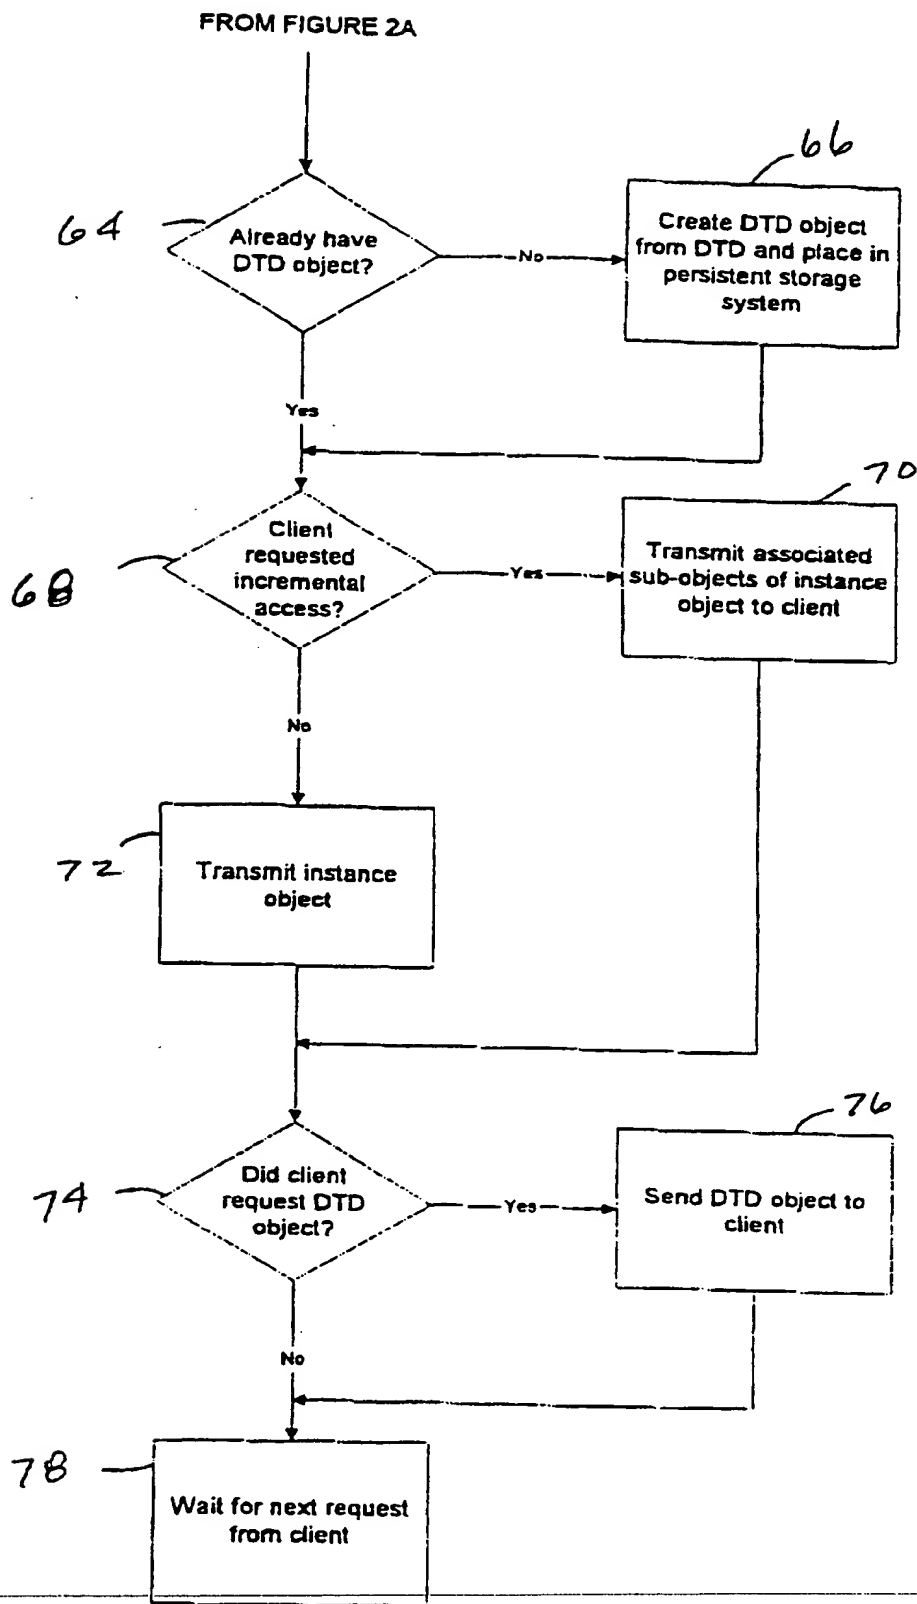 FROM FIGURE 2A
66
64
Already have
DTD object?
No
Create DTD object
from DTD and place in
persistent storage
system
Yes
70
68
Client
requested
incremental
access?
Yes
Transmit associated
sub-objects of instance
object to client
No
72
Transmit instance
object
76
74
Did client
request DTD
object?
Yes
Send DTD object to
client
No
78
Wait for next request
from client